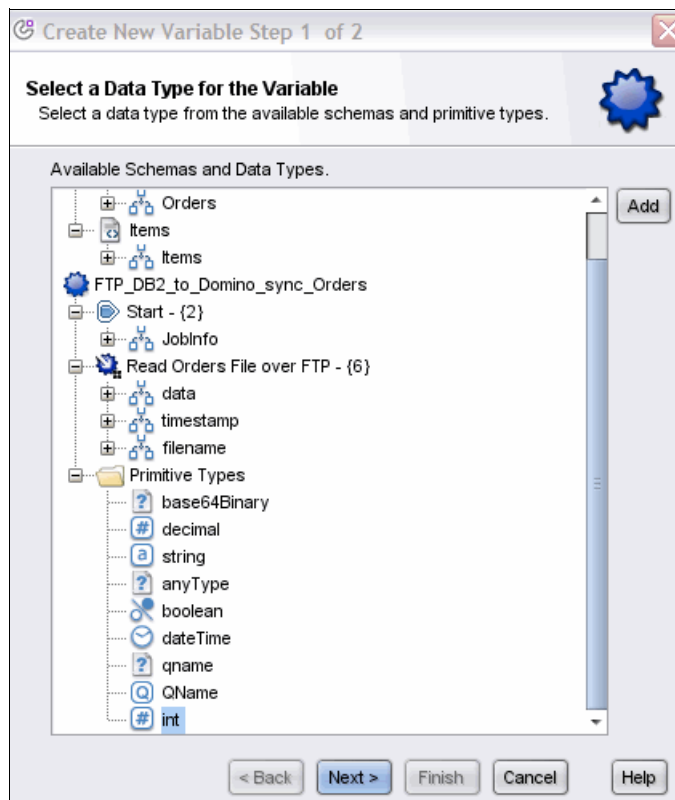 Create New Variable Step 1 of 2
Select a Data Type for the Variable
Select a data type from the available schemas and primitive types.
Available Schemas and Data Types.
Orders
Items
Items
FTP_DB2_to_Domino_sync_Orders
Start - {2}
JobInfo
Read Orders File over FTP - {6}
data
timestamp
filename
Primitive Types
? base64Binary
# decimal
a string
? anyType
boolean
dateTime
? qname
Q QName
# int
Add
< Back Next > Finish Cancel Help